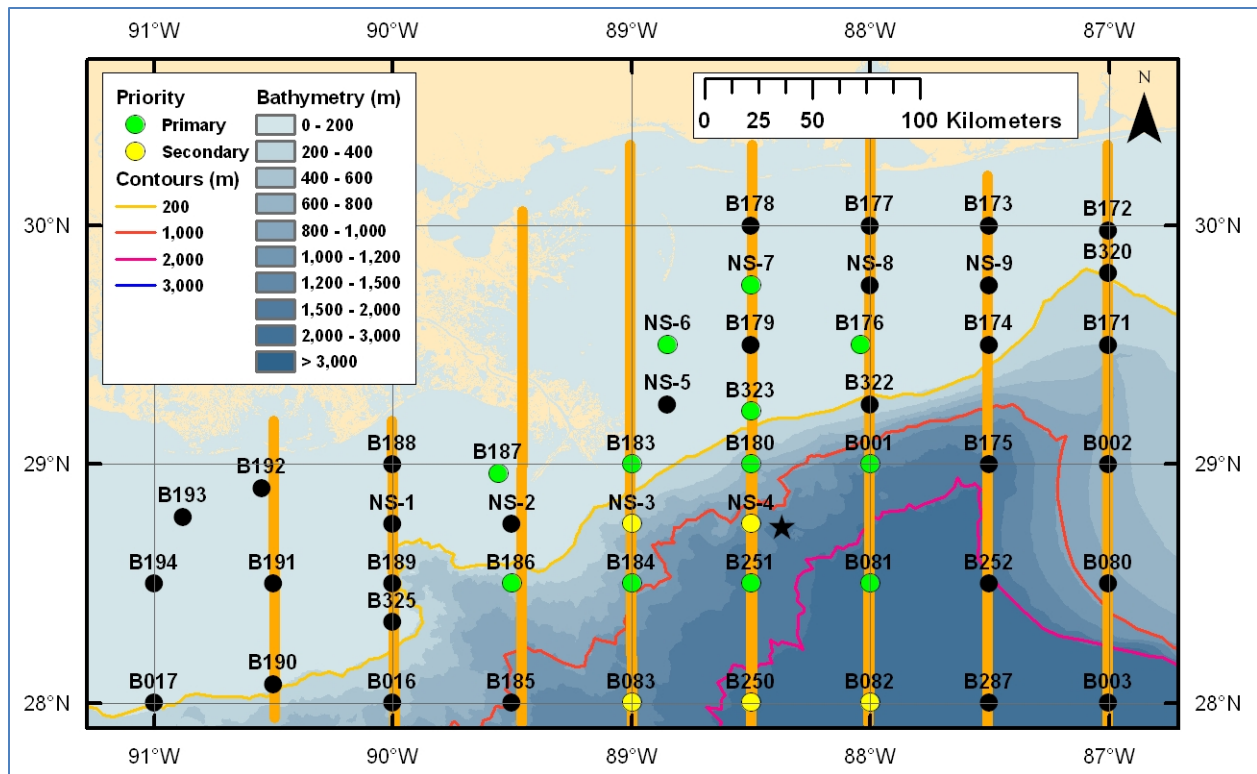 91°W 90°W 89°W 88°W 87°W
Priority
Primary
Secondary
Contours (m)
200
1,000
2,000
3,000
Bathymetry (m)
0 - 200
200 - 400
400 - 600
600 - 800
800 - 1,000
1,000 - 1,200
1,200 - 1,500
1,500 - 2,000
2,000 - 3,000
> 3,000
0 25 50 100 Kilometers
N
30°N 30°N
B178 B177 B173 B172
B320
NS-7 NS-8 NS-9
NS-6 B179 B176 B174 B171
NS-5 B323 B322
29°N 29°N
B188 B187 B183 B180 B001 B175 B002
B193 B192
NS-1 NS-2 NS-3 NS-4
B194 B191 B189 B186 B184 B251 B081 B252 B080
B325
B190
28°N 28°N
B017 B016 B185 B083 B250 B082 B287 B003
91°W 90°W 89°W 88°W 87°W